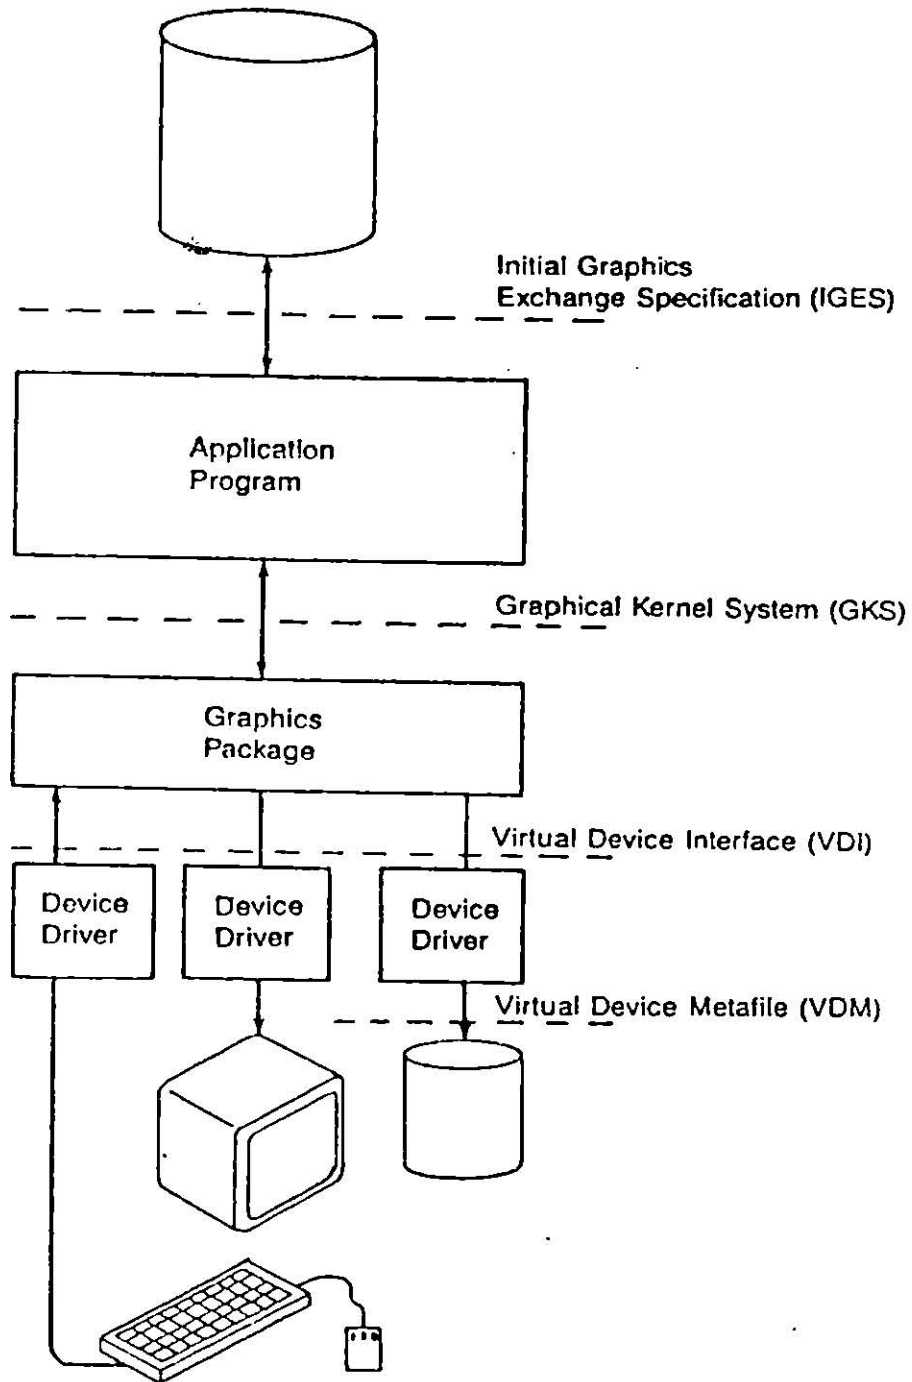 Initial Graphics
Exchange Specification (IGES)
Application
Program
Graphical Kernel System (GKS)
Graphics
Package
Virtual Device Interface (VDI)
Device
Driver
Device
Driver
Device
Driver
Virtual Device Metafile (VDM)